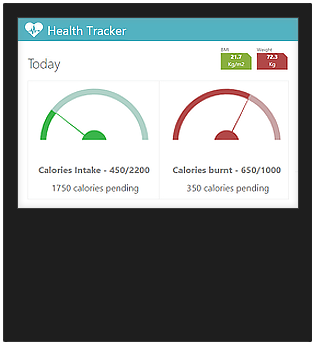 Health Tracker
BMI Weight
Today
21.7 72.3
Kg/m2 Kg
Calories Intake - 450/2200 Calories burnt - 650/1000
1750 calories pending 350 calories pending